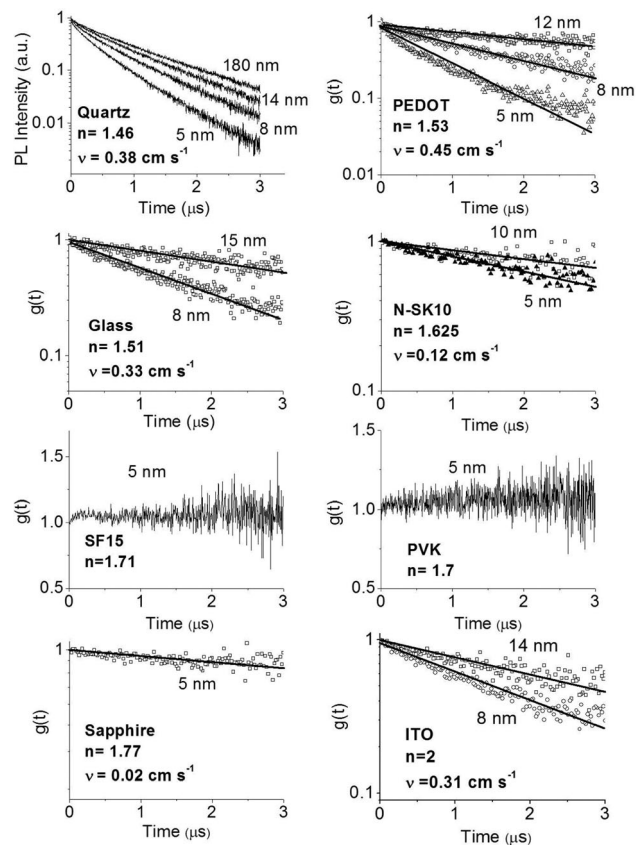 PL Intensity (a.u.)
1
0.1
0.01
180 nm
14 nm
8 nm
5 nm
Quartz
n= 1.46
ν = 0.38 cm s⁻¹
0 1 2 3
Time (μs)
g(t)
1
0.1
0.01
12 nm
8 nm
5 nm
PEDOT
n = 1.53
ν = 0.45 cm s⁻¹
0 1 2 3
Time (μs)
g(t)
1
0.1
15 nm
8 nm
Glass
n= 1.51
ν = 0.33 cm s⁻¹
0 1 2 3
Time (μs)
g(t)
1
0.1
10 nm
5 nm
N-SK10
n = 1.625
ν = 0.12 cm s⁻¹
0 1 2 3
Time (μs)
g(t)
1.5
1.0
0.5
5 nm
SF15
n=1.71
0 1 2 3
Time (μs)
g(t)
1.5
1.0
0.5
5 nm
PVK
n= 1.7
0 1 2 3
Time (μs)
g(t)
1
5 nm
Sapphire
n = 1.77
ν = 0.02 cm s⁻¹
0 1 2 3
Time (μs)
g(t)
1
0.1
14 nm
8 nm
ITO
n=2
ν =0.31 cm s⁻¹
0 1 2 3
Time (μs)